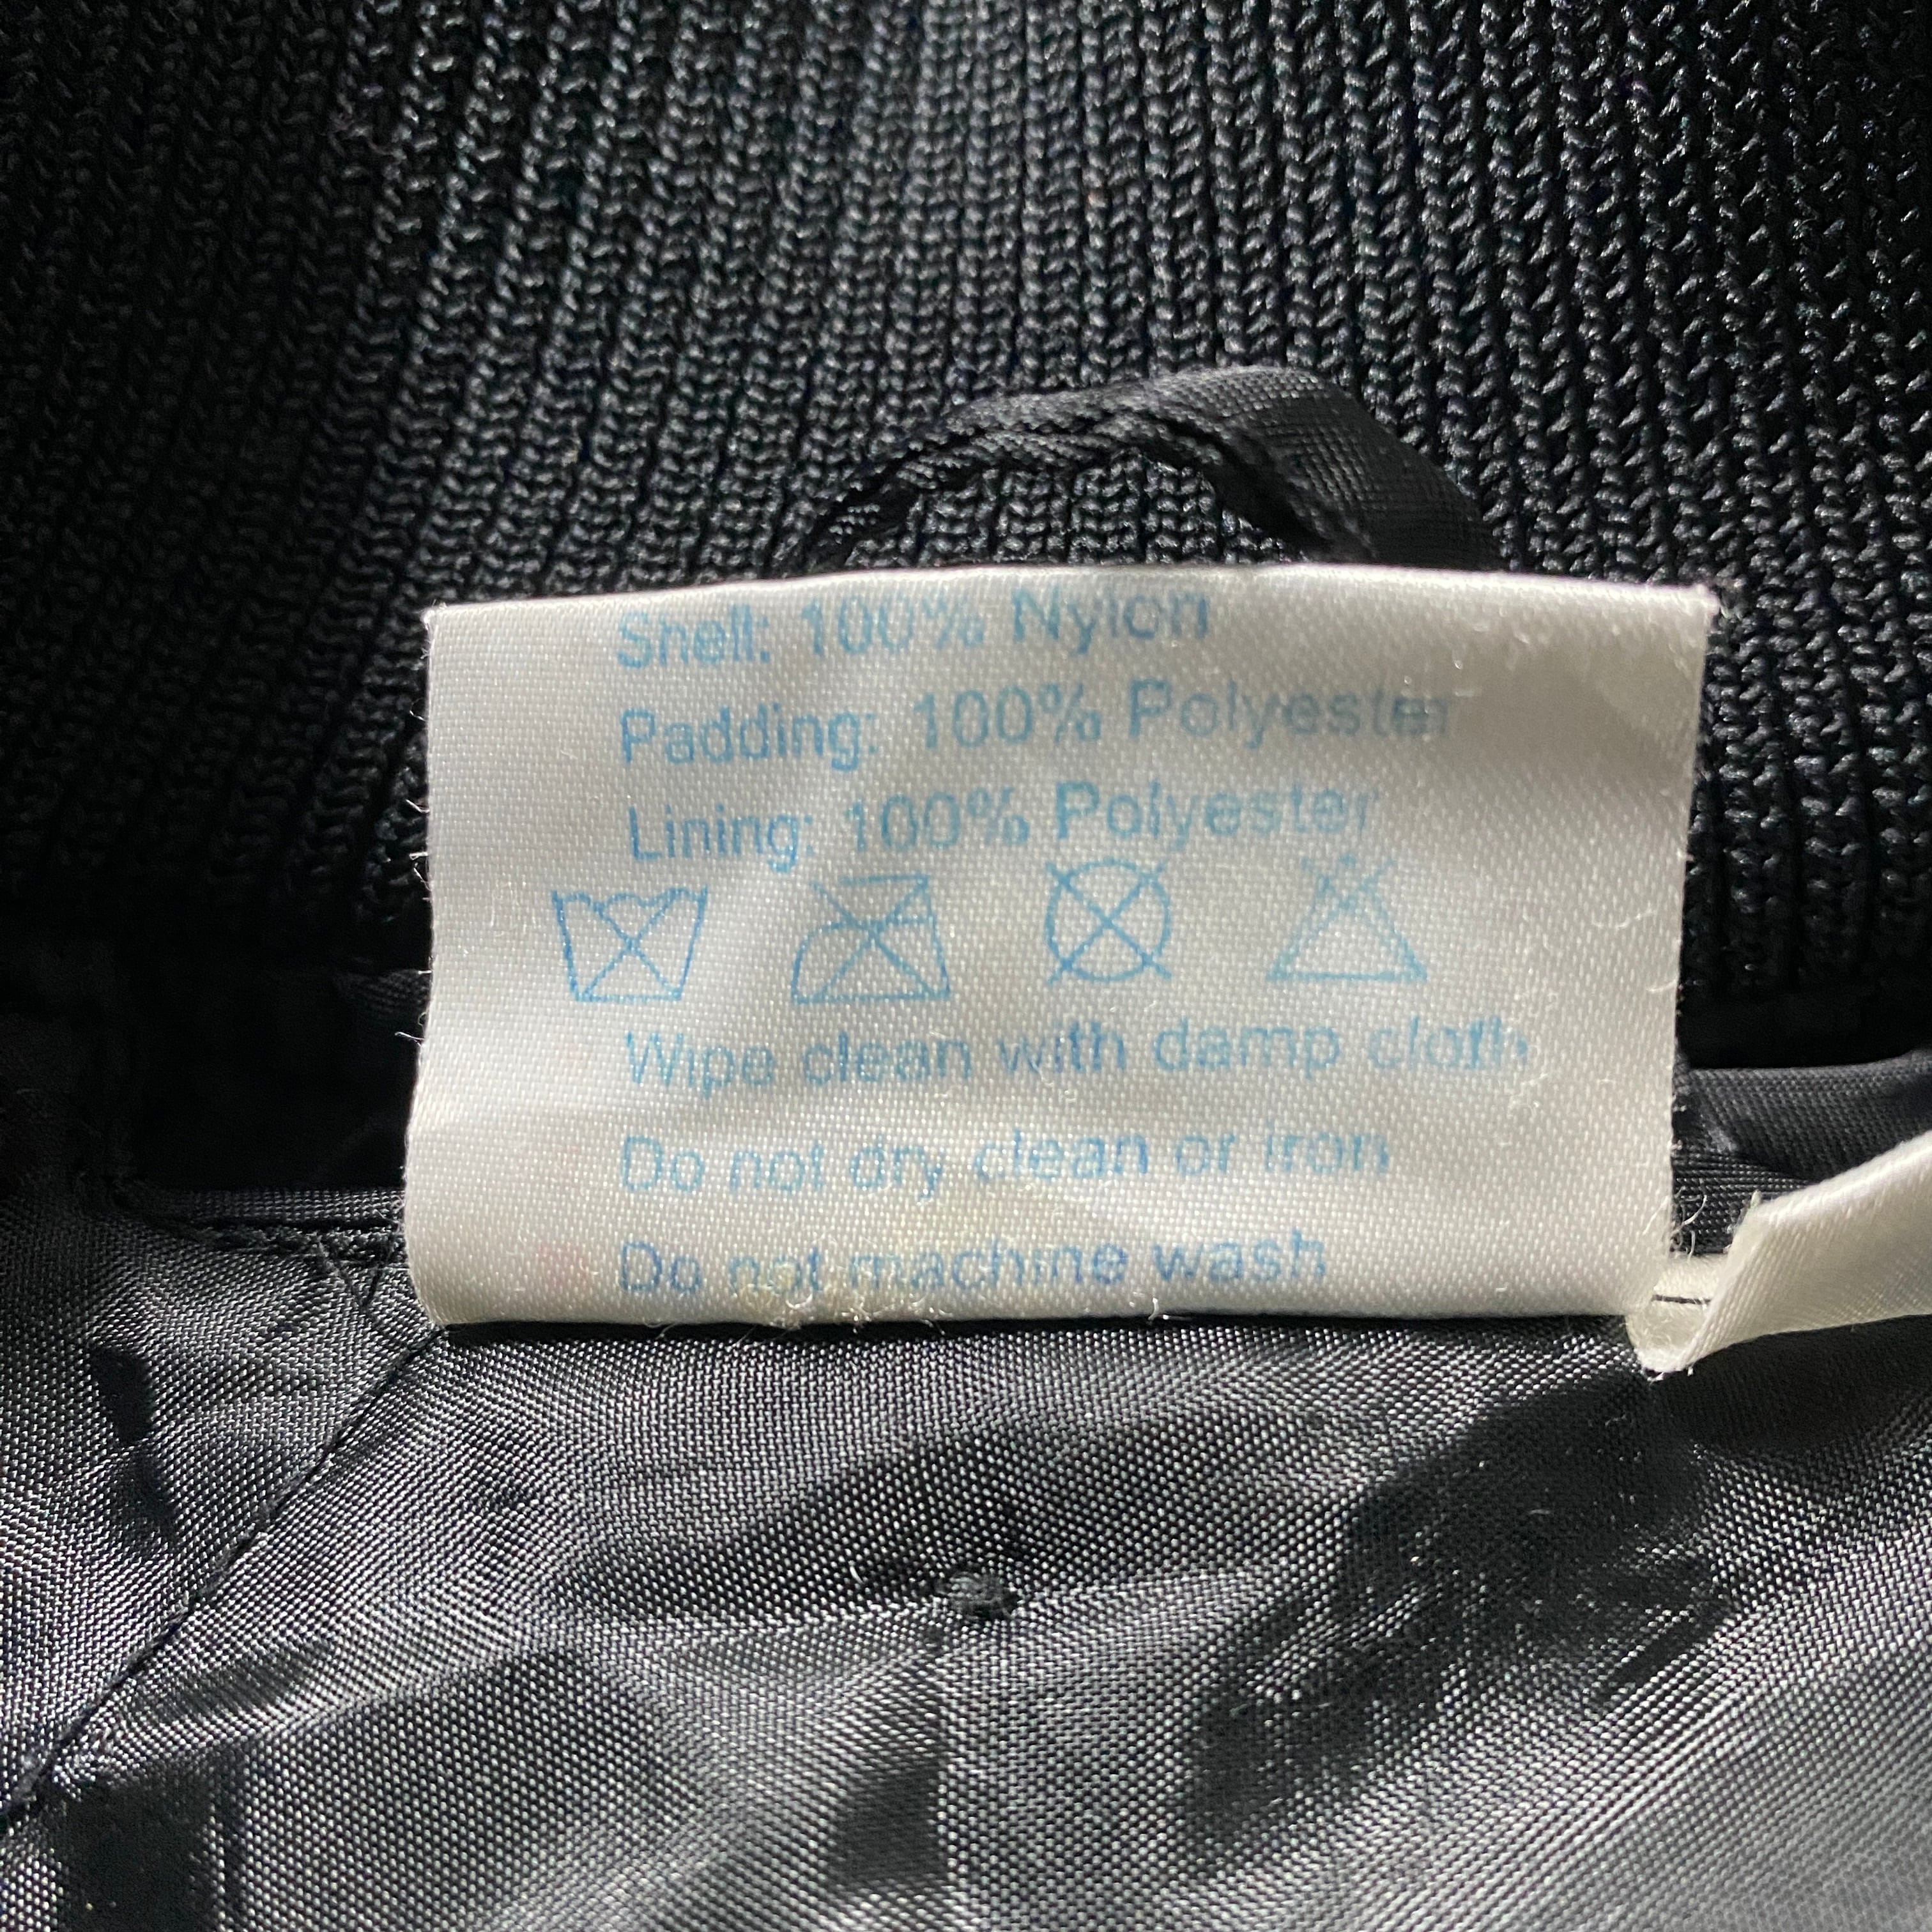 Shell: 100% Nylon
Padding: 100% Polyester
Lining: 100% Polyester
Wipe clean with damp cloth
Do not dry clean or iron
Do not machine wash